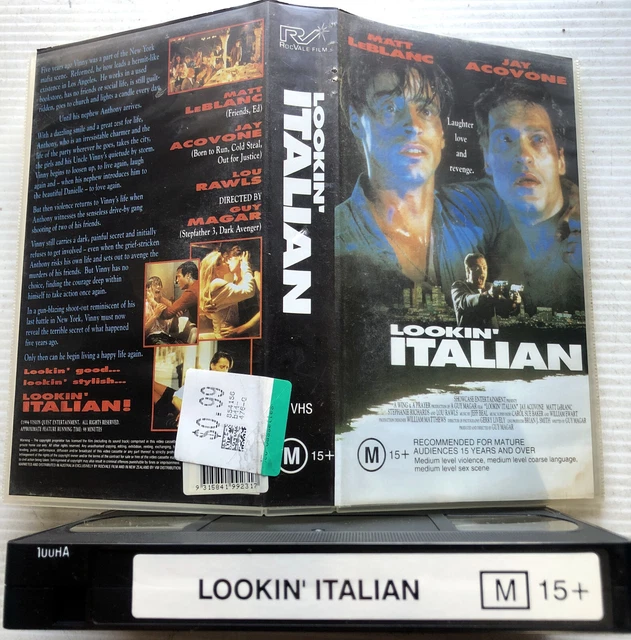 Five years ago, Vinny was a part of the New York
mafia scene. Reformed, he now leads a hermit-like
existence in Los Angeles. He works in a used
bookstore, has no friends or social life, is still guilt-
ridden, goes to church and lights a candle every day.
Until his nephew Anthony arrives.
With a dazzling smile and a great zest for life,
Anthony, who is an irresistable charmer and the
life of the party wherever he goes, takes the city,
the girls and his Uncle Vinny's quietude by storm.
Vinny begins to loosen up, to live again, laugh
again and – when his nephew introduces him to
the beautiful Danielle – to love again.
But then violence returns to Vinny's life when
Anthony witnesses the senseless drive-by gang
shooting of two of his friends.
Vinny still carries a dark, painful secret and initially
refuses to get involved – even when the grief-stricken
Anthony risks his own life and sets out to avenge the
murders of his friends. But Vinny has no
choice, finding the courage deep within
himself to take action once again.
In a gun-blazing shoot-out reminiscent of his
last battle in New York, Vinny must now
reveal the terrible secret of what happened
five years ago.
Only then can he begin living a happy life again.
Lookin' good...
lookin' stylish...
LOOKIN'
ITALIAN!
MATT
LeBLANC
(Friends, Ed)
JAY
ACOVONE
(Born to Run, Cold Steal,
Out for Justice)
LOU
RAWLS
DIRECTED BY
GUY
MAGAR
(Stepfather 3, Dark Avenger)
$0.99
9 315841 992317
RV
ROCVALE FILM
LOOKIN'
ITALIAN
VHS
M 15+
MATT
LEBLANC
JAY
ACOVONE
Laughter
love
and
revenge.
LOOKIN'
ITALIAN
SHOWCASE ENTERTAINMENT
RECOMMENDED FOR MATURE
AUDIENCES 15 YEARS AND OVER
Medium level violence, medium level coarse language,
medium level sex scene
M 15+
100HA
LOOKIN' ITALIAN M 15+